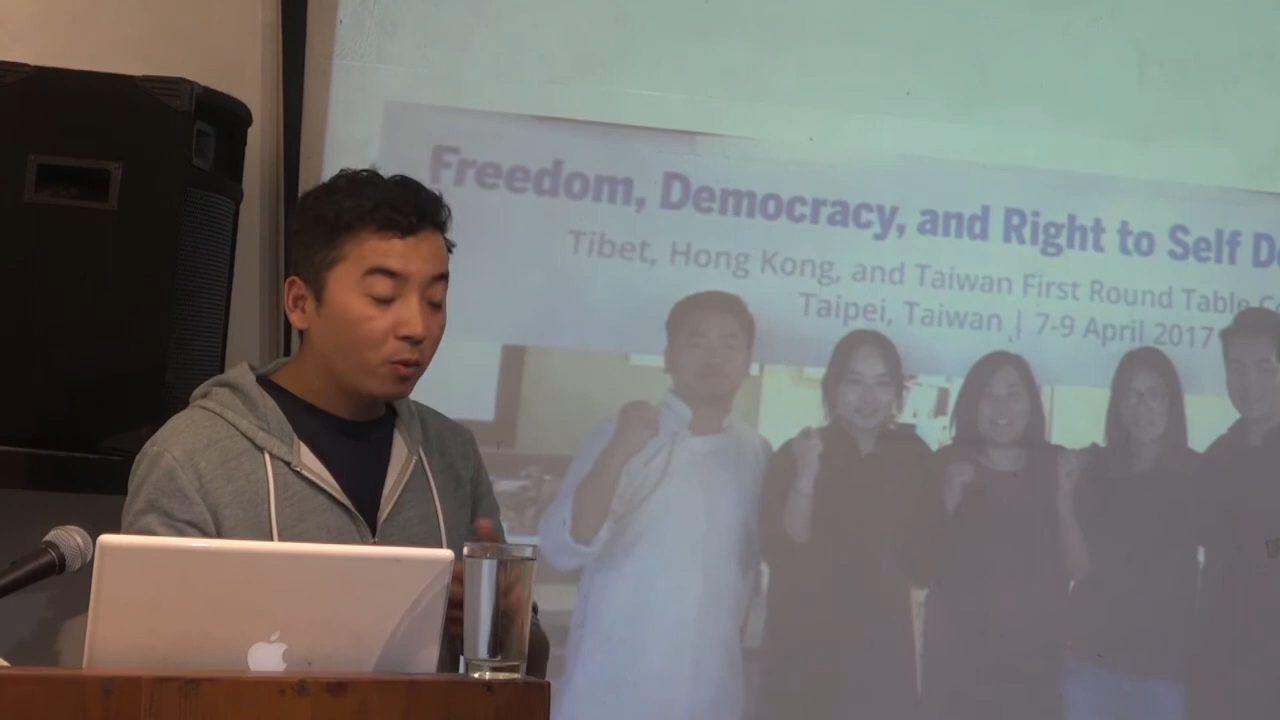 Freedom, Democracy, and Right to Self
Tibet, Hong Kong, and Taiwan First Round Table
Taipei, Taiwan | 7-9 April 2017